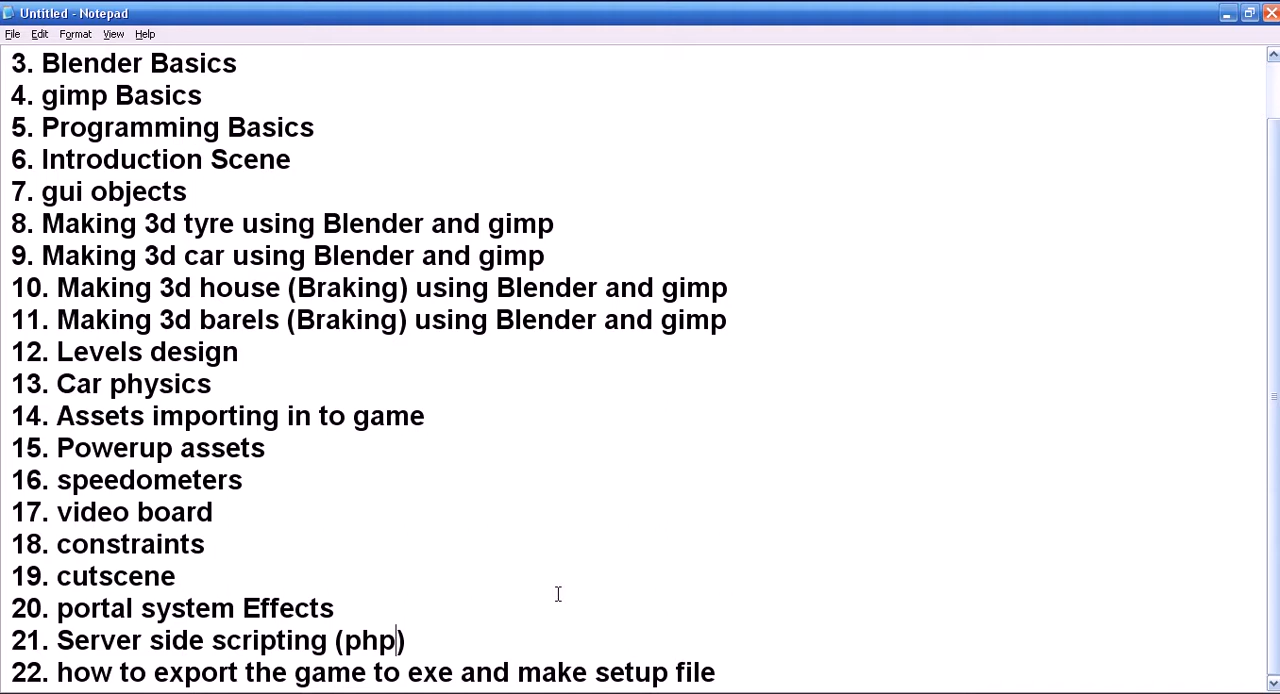 Untitled - Notepad
File Edit Format View Help
3. Blender Basics
4. gimp Basics
5. Programming Basics
6. Introduction Scene
7. gui objects
8. Making 3d tyre using Blender and gimp
9. Making 3d car using Blender and gimp
10. Making 3d house (Braking) using Blender and gimp
11. Making 3d barels (Braking) using Blender and gimp
12. Levels design
13. Car physics
14. Assets importing in to game
15. Powerup assets
16. speedometers
17. video board
18. constraints
19. cutscene
20. portal system Effects
21. Server side scripting (php)
22. how to export the game to exe and make setup file